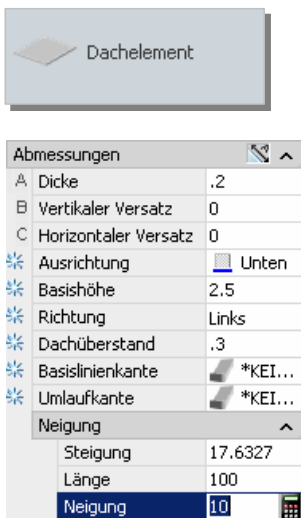 Dachelement
Abmessungen
A Dicke .2
B Vertikaler Versatz 0
C Horizontaler Versatz 0
Ausrichtung Unten
Basishöhe 2.5
Richtung Links
Dachüberstand .3
Basislinienkante *KEI...
Umlaufkante *KEI...
Neigung
Steigung 17.6327
Länge 100
Neigung 10